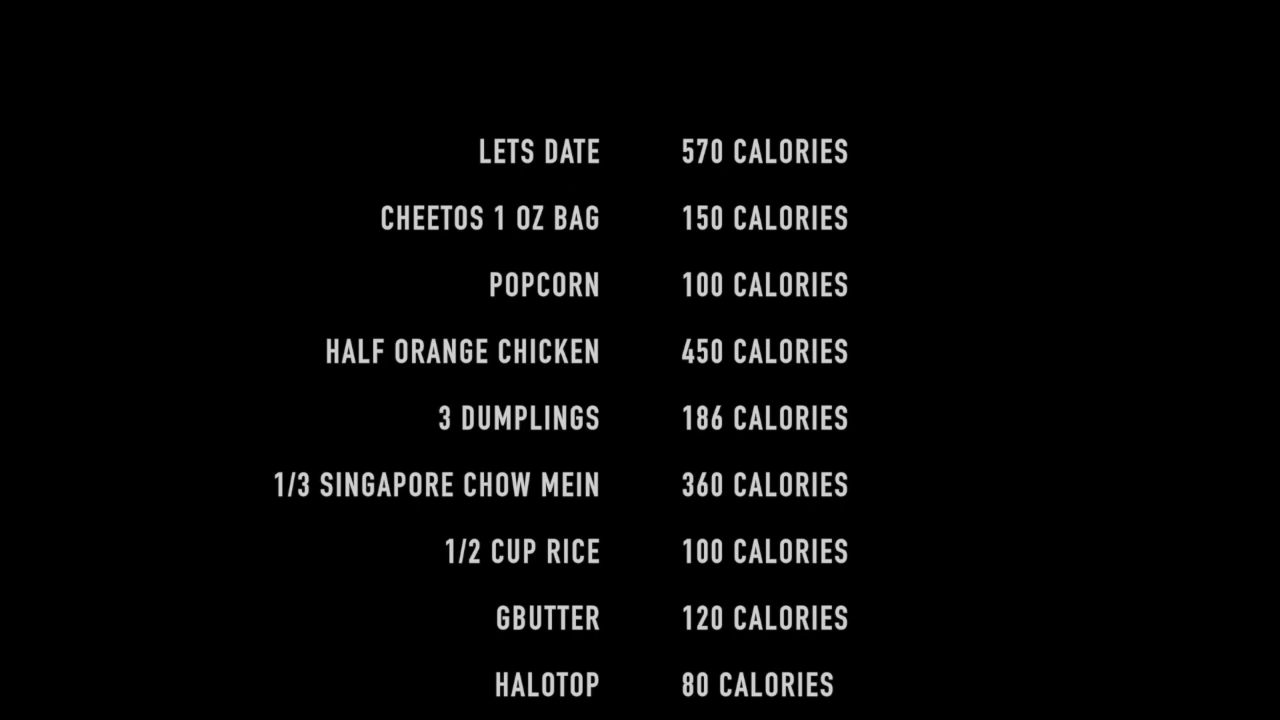 LETS DATE 570 CALORIES
CHEETOS 1 OZ BAG 150 CALORIES
POPCORN 100 CALORIES
HALF ORANGE CHICKEN 450 CALORIES
3 DUMPLINGS 186 CALORIES
1/3 SINGAPORE CHOW MEIN 360 CALORIES
1/2 CUP RICE 100 CALORIES
GBUTTER 120 CALORIES
HALOTOP 80 CALORIES